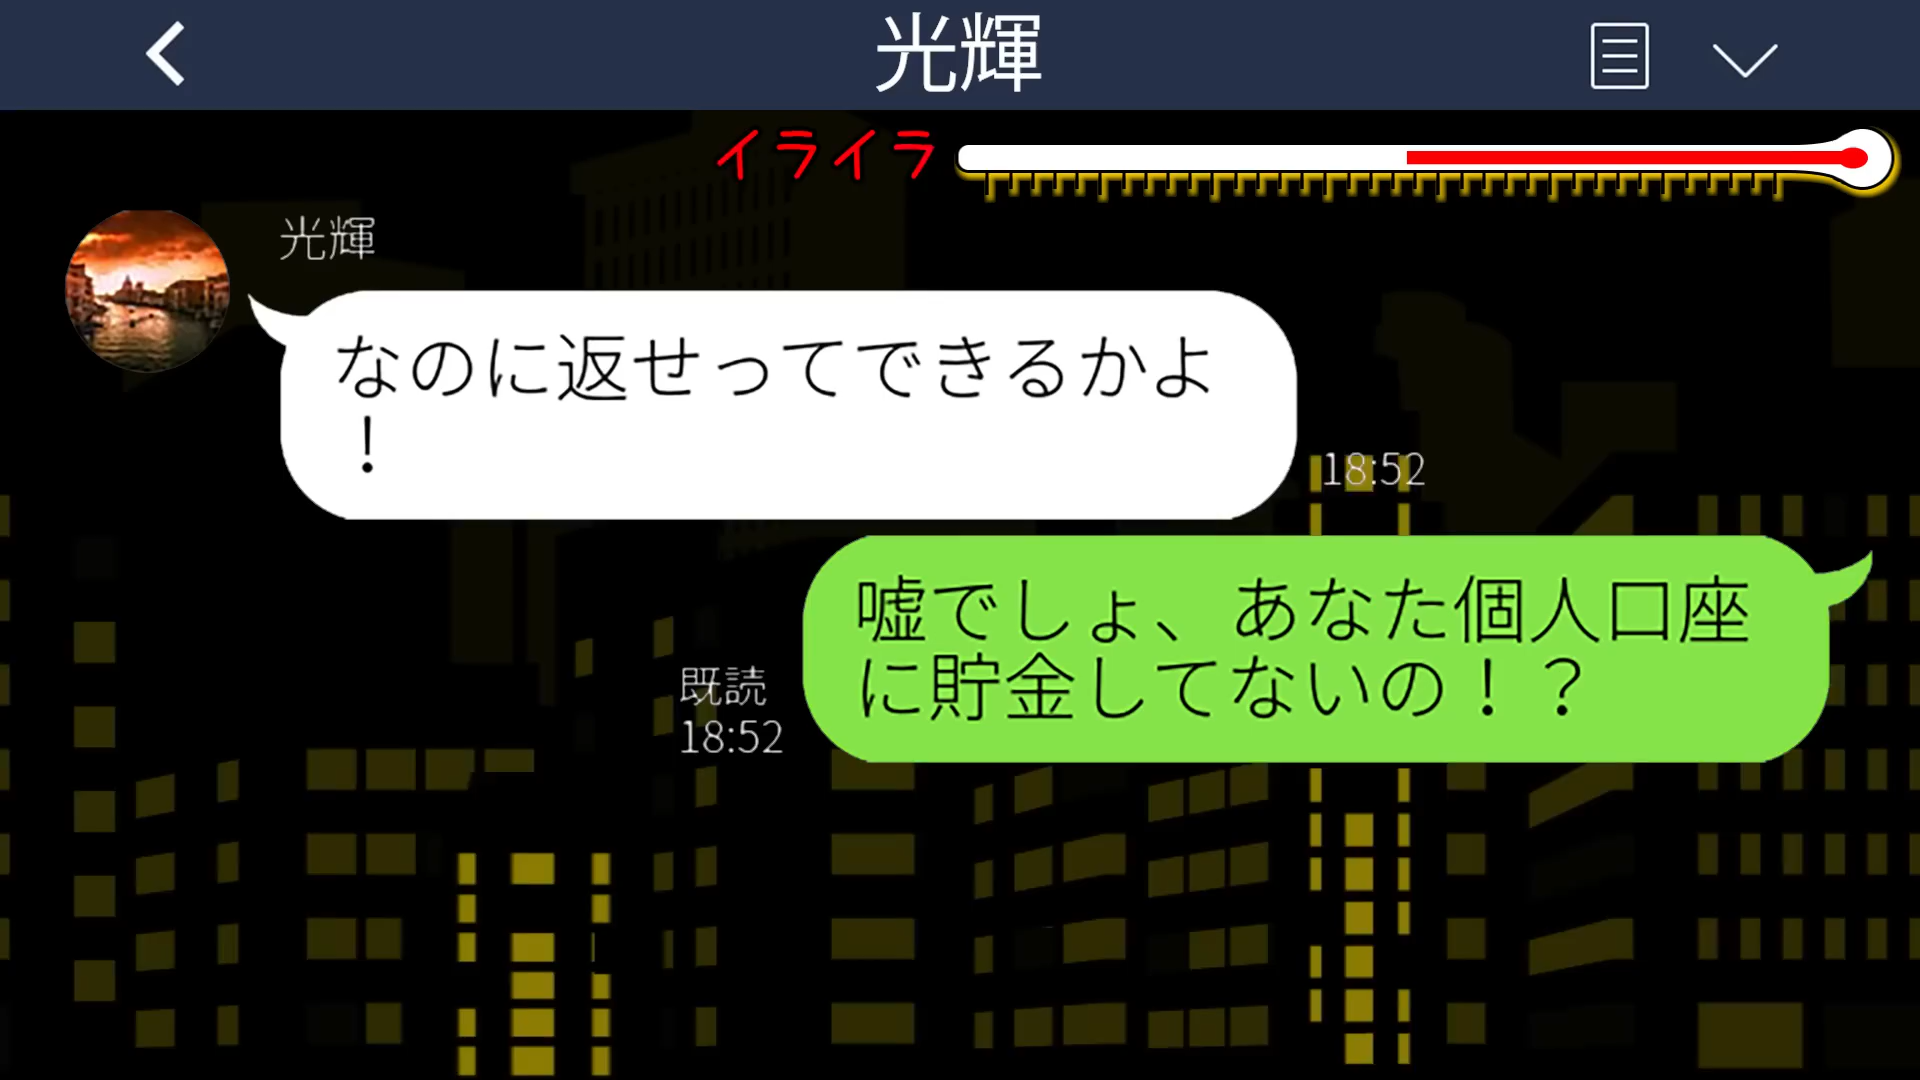 光輝
イライラ
光輝
なのに返せってできるかよ
！
18:52
嘘でしょ、あなた個人口座
に貯金してないの！？
既読
18:52